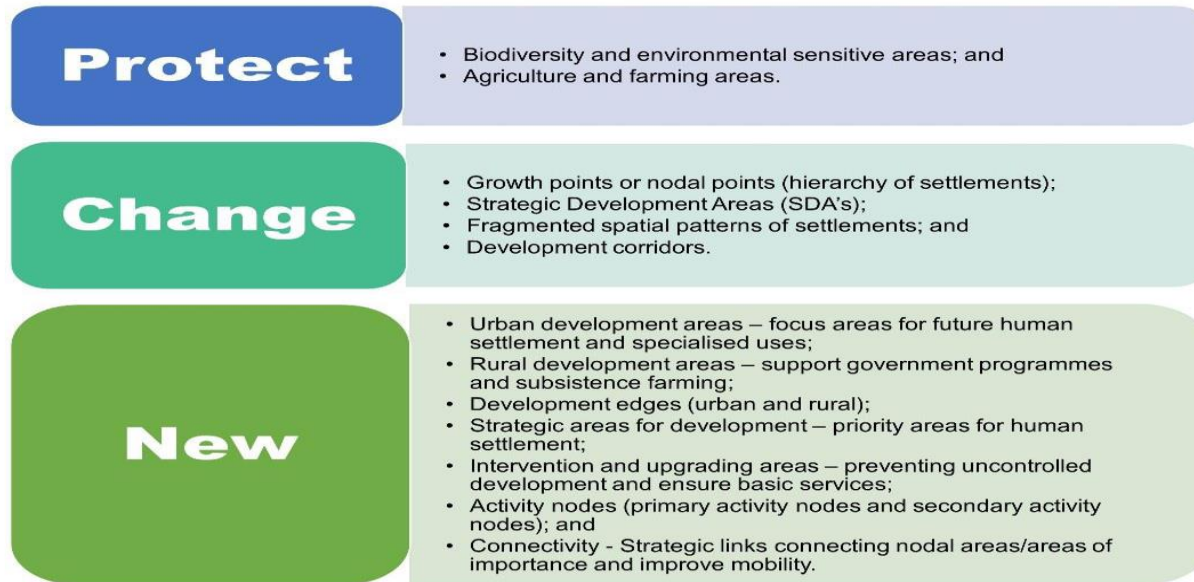 Protect
• Biodiversity and environmental sensitive areas; and
• Agriculture and farming areas.
Change
• Growth points or nodal points (hierarchy of settlements);
• Strategic Development Areas (SDA's);
• Fragmented spatial patterns of settlements; and
• Development corridors.
New
• Urban development areas – focus areas for future human
settlement and specialised uses;
• Rural development areas – support government programmes
and subsistence farming;
• Development edges (urban and rural);
• Strategic areas for development – priority areas for human
settlement;
• Intervention and upgrading areas – preventing uncontrolled
development and ensure basic services;
• Activity nodes (primary activity nodes and secondary activity
nodes); and
• Connectivity - Strategic links connecting nodal areas/areas of
importance and improve mobility.